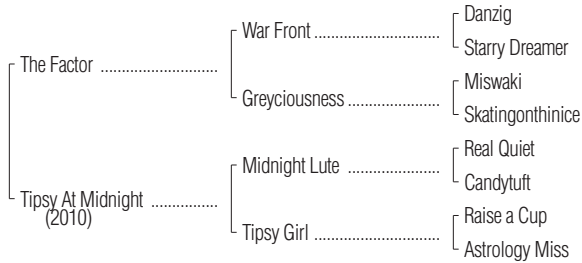 Danzig
War Front ..............................
Starry Dreamer
The Factor .............................
Miswaki
Greyciousness ......................
Skatingonthinice
Real Quiet
Midnight Lute ......................
Candytuft
Tipsy At Midnight ................
(2010)
Raise a Cup
Tipsy Girl ..............................
Astrology Miss